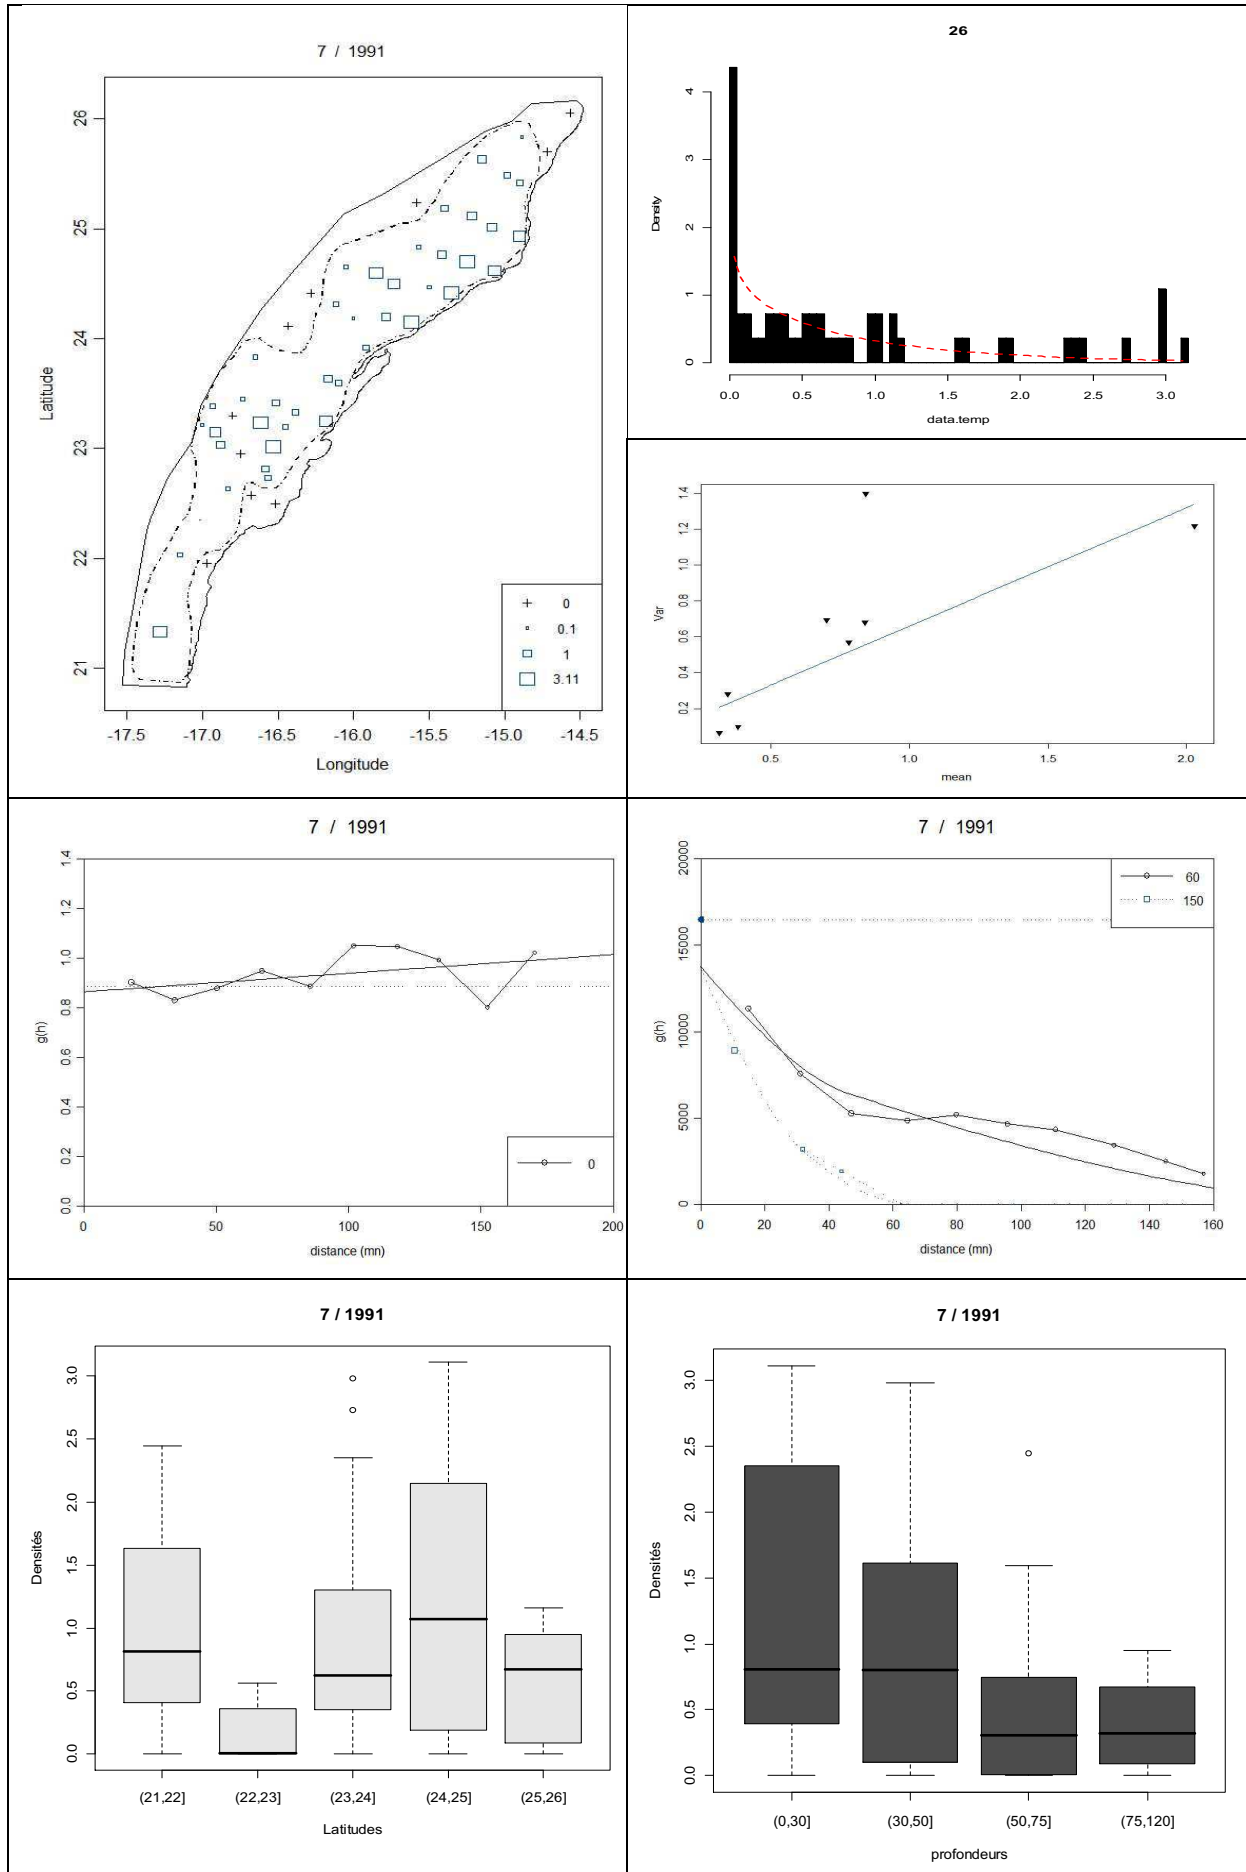 7 / 1991
26
25
24
23
22
21
Latitude
-17.5 -17.0 -16.5 -16.0 -15.5 -15.0 -14.5
Longitude
0
0.1
1
3.11
26
4
3
2
1
0
Density
0.0 0.5 1.0 1.5 2.0 2.5 3.0
data.temp
1.4
1.2
1.0
0.8
0.6
0.4
0.2
Var
0.5 1.0 1.5 2.0
mean
7 / 1991
1.4
1.2
1.0
0.8
0.6
0.4
0.2
0.0
g(h)
0 50 100 150 200
distance (mn)
0
7 / 1991
20000
15000
10000
5000
0
g(h)
0 20 40 60 80 100 120 140 160
distance (mn)
60
150
7 / 1991
3.0
2.5
2.0
1.5
1.0
0.5
0.0
Densités
(21,22] (22,23] (23,24] (24,25] (25,26]
Latitudes
7 / 1991
3.0
2.5
2.0
1.5
1.0
0.5
0.0
Densités
(0,30] (30,50] (50,75] (75,120]
profondeurs